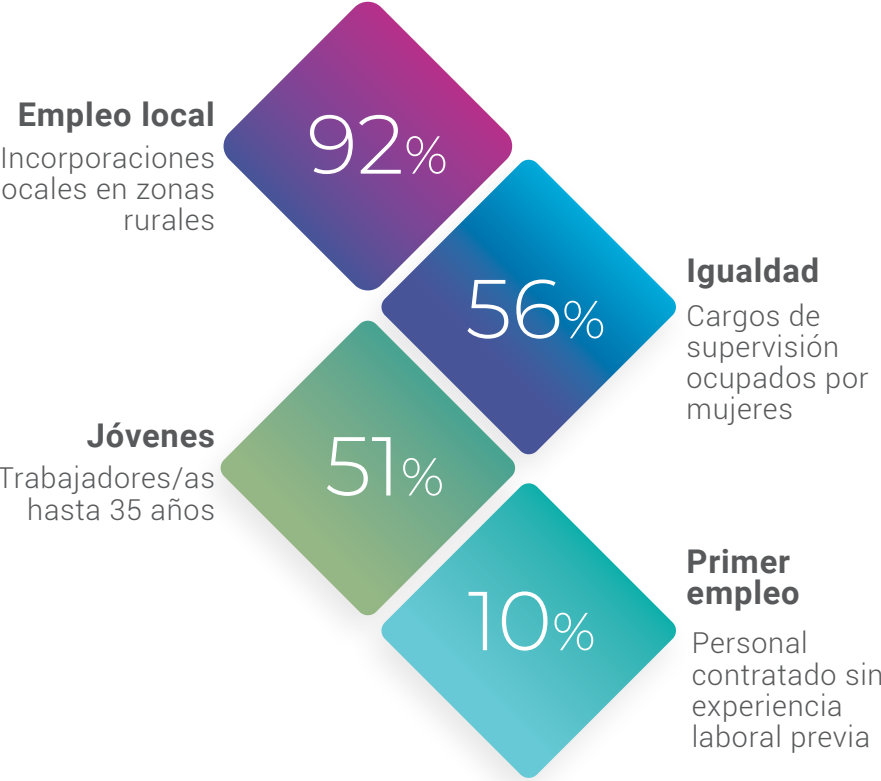 Empleo local
Incorporaciones
locales en zonas
rurales
92%
56%
Igualdad
Cargos de
supervisión
ocupados por
mujeres
Jóvenes
Trabajadores/as
hasta 35 años
51%
Primer
empleo
Personal
contratado sin
experiencia
laboral previa
10%